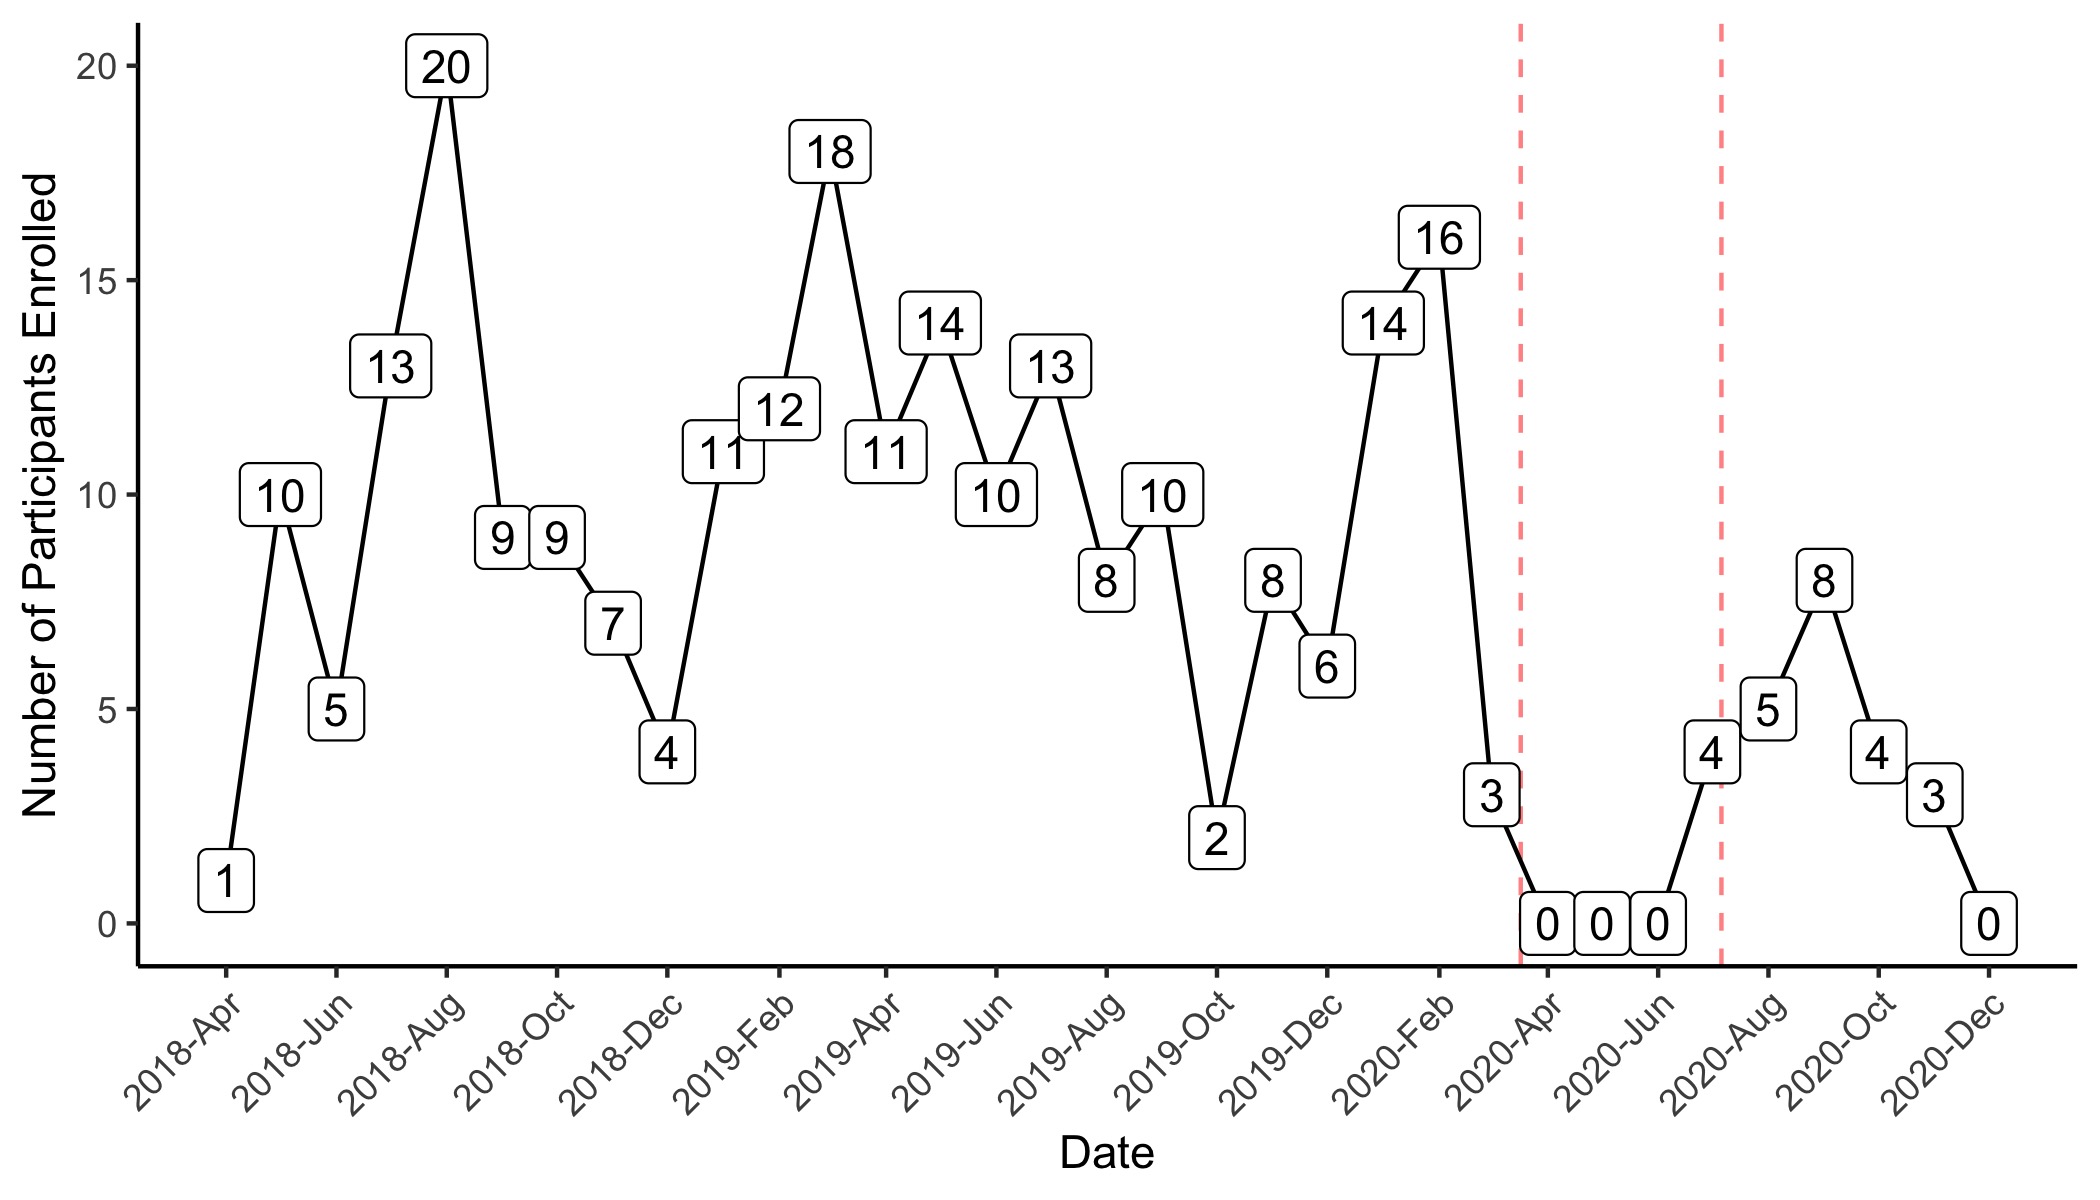 Number of Participants Enrolled
20
15
10
5
0
1
10
5
13
20
9
9
7
4
11
12
18
11
14
10
13
8
10
2
8
6
14
16
3
0
0
0
4
5
8
4
3
0
2018-Apr
2018-Jun
2018-Aug
2018-Oct
2018-Dec
2019-Feb
2019-Apr
2019-Jun
2019-Aug
2019-Oct
2019-Dec
2020-Feb
2020-Apr
2020-Jun
2020-Aug
2020-Oct
2020-Dec
Date